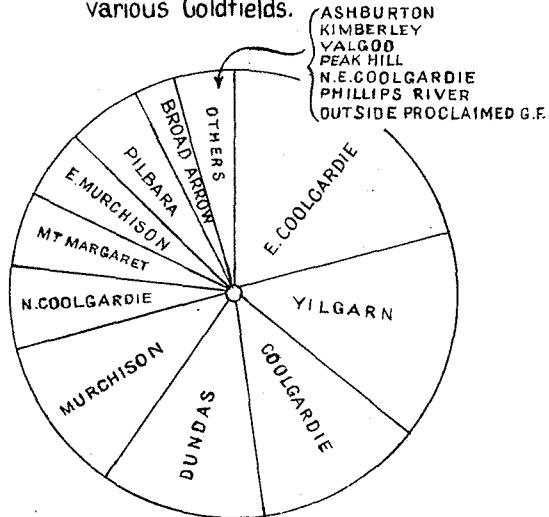 various Goldfields.
ASHBURTON
KIMBERLEY
YALGOO
PEAK HILL
N.E.COOLGARDIE
PHILLIPS RIVER
OUTSIDE PROCLAIMED G.F.
OTHERS
BROAD ARROW
PILBARA
E.MURCHISON
MT MARGARET
N.COOLGARDIE
MURCHISON
DUNDAS
COOLGARDIE
YILGARN
E.COOLGARDIE